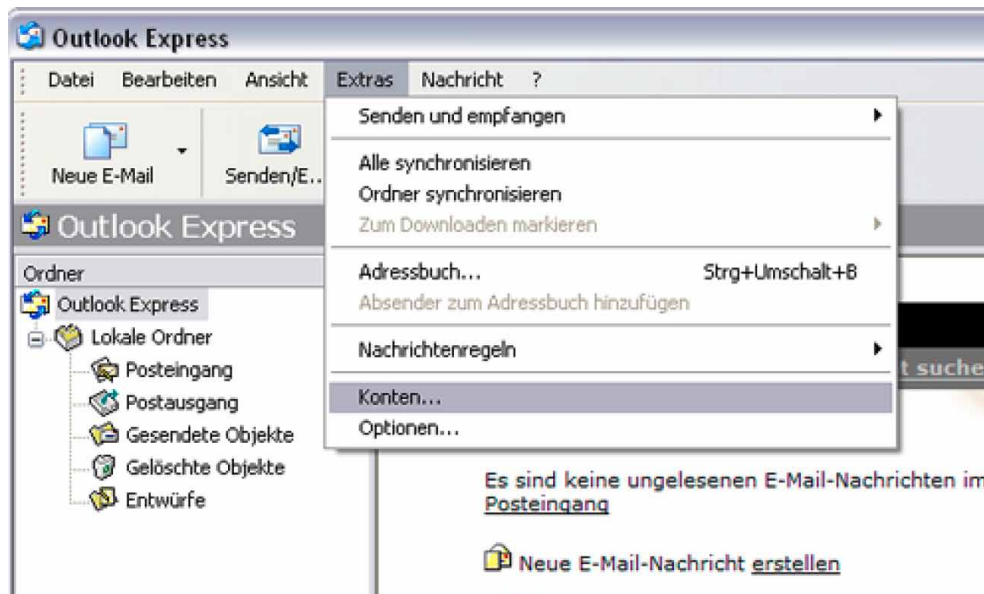 Outlook Express
Datei Bearbeiten Ansicht Extras Nachricht ?
Neue E-Mail Senden/E...
Senden und empfangen
Alle synchronisieren
Ordner synchronisieren
Zum Downloaden markieren
Adressbuch... Strg+Umschalt+B
Absender zum Adressbuch hinzufügen
Nachrichtenregeln
Konten...
Optionen...
Outlook Express
Ordner
Outlook Express
Lokale Ordner
Posteingang
Postausgang
Gesendete Objekte
Gelöschte Objekte
Entwürfe
t suche
Es sind keine ungelesenen E-Mail-Nachrichten im
Posteingang
Neue E-Mail-Nachricht erstellen